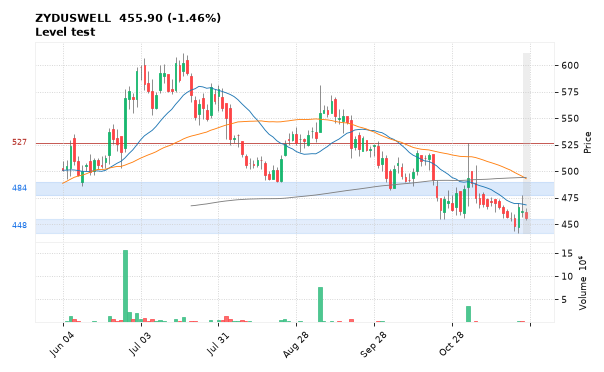 ZYDUSWELL 455.90 (-1.46%)
Level test
600
575
550
527
525
500
484
475
448
450
Price
15
10
5
Volume 10⁶
Jun 04
Jul 03
Jul 31
Aug 28
Sep 28
Oct 28